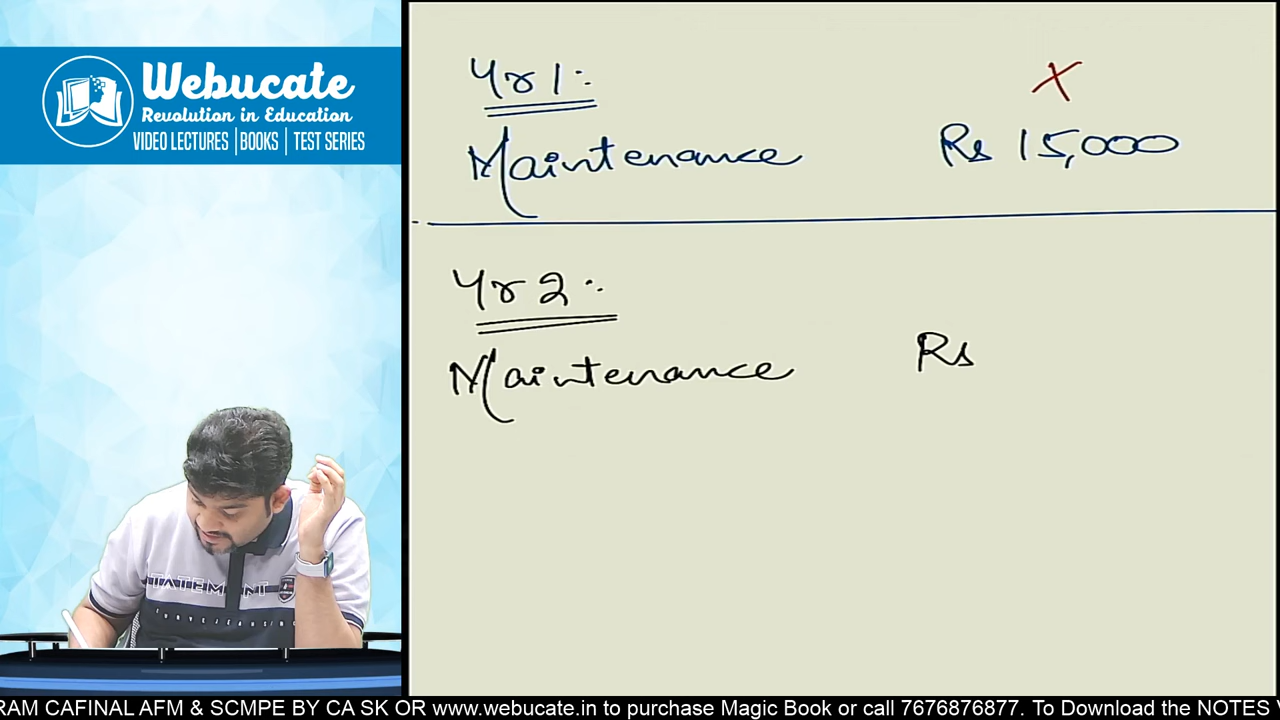 Webucate
Revolution in Education
VIDEO LECTURES | BOOKS | TEST SERIES
Yr 1:-
X
Maintenance Rs 15,000
Yr 2:-
Maintenance Rs
TATEMENT
RAM CAFINAL AFM & SCMPE BY CA SK OR www.webucate.in to purchase Magic Book or call 7676876877. To Download the NOTES